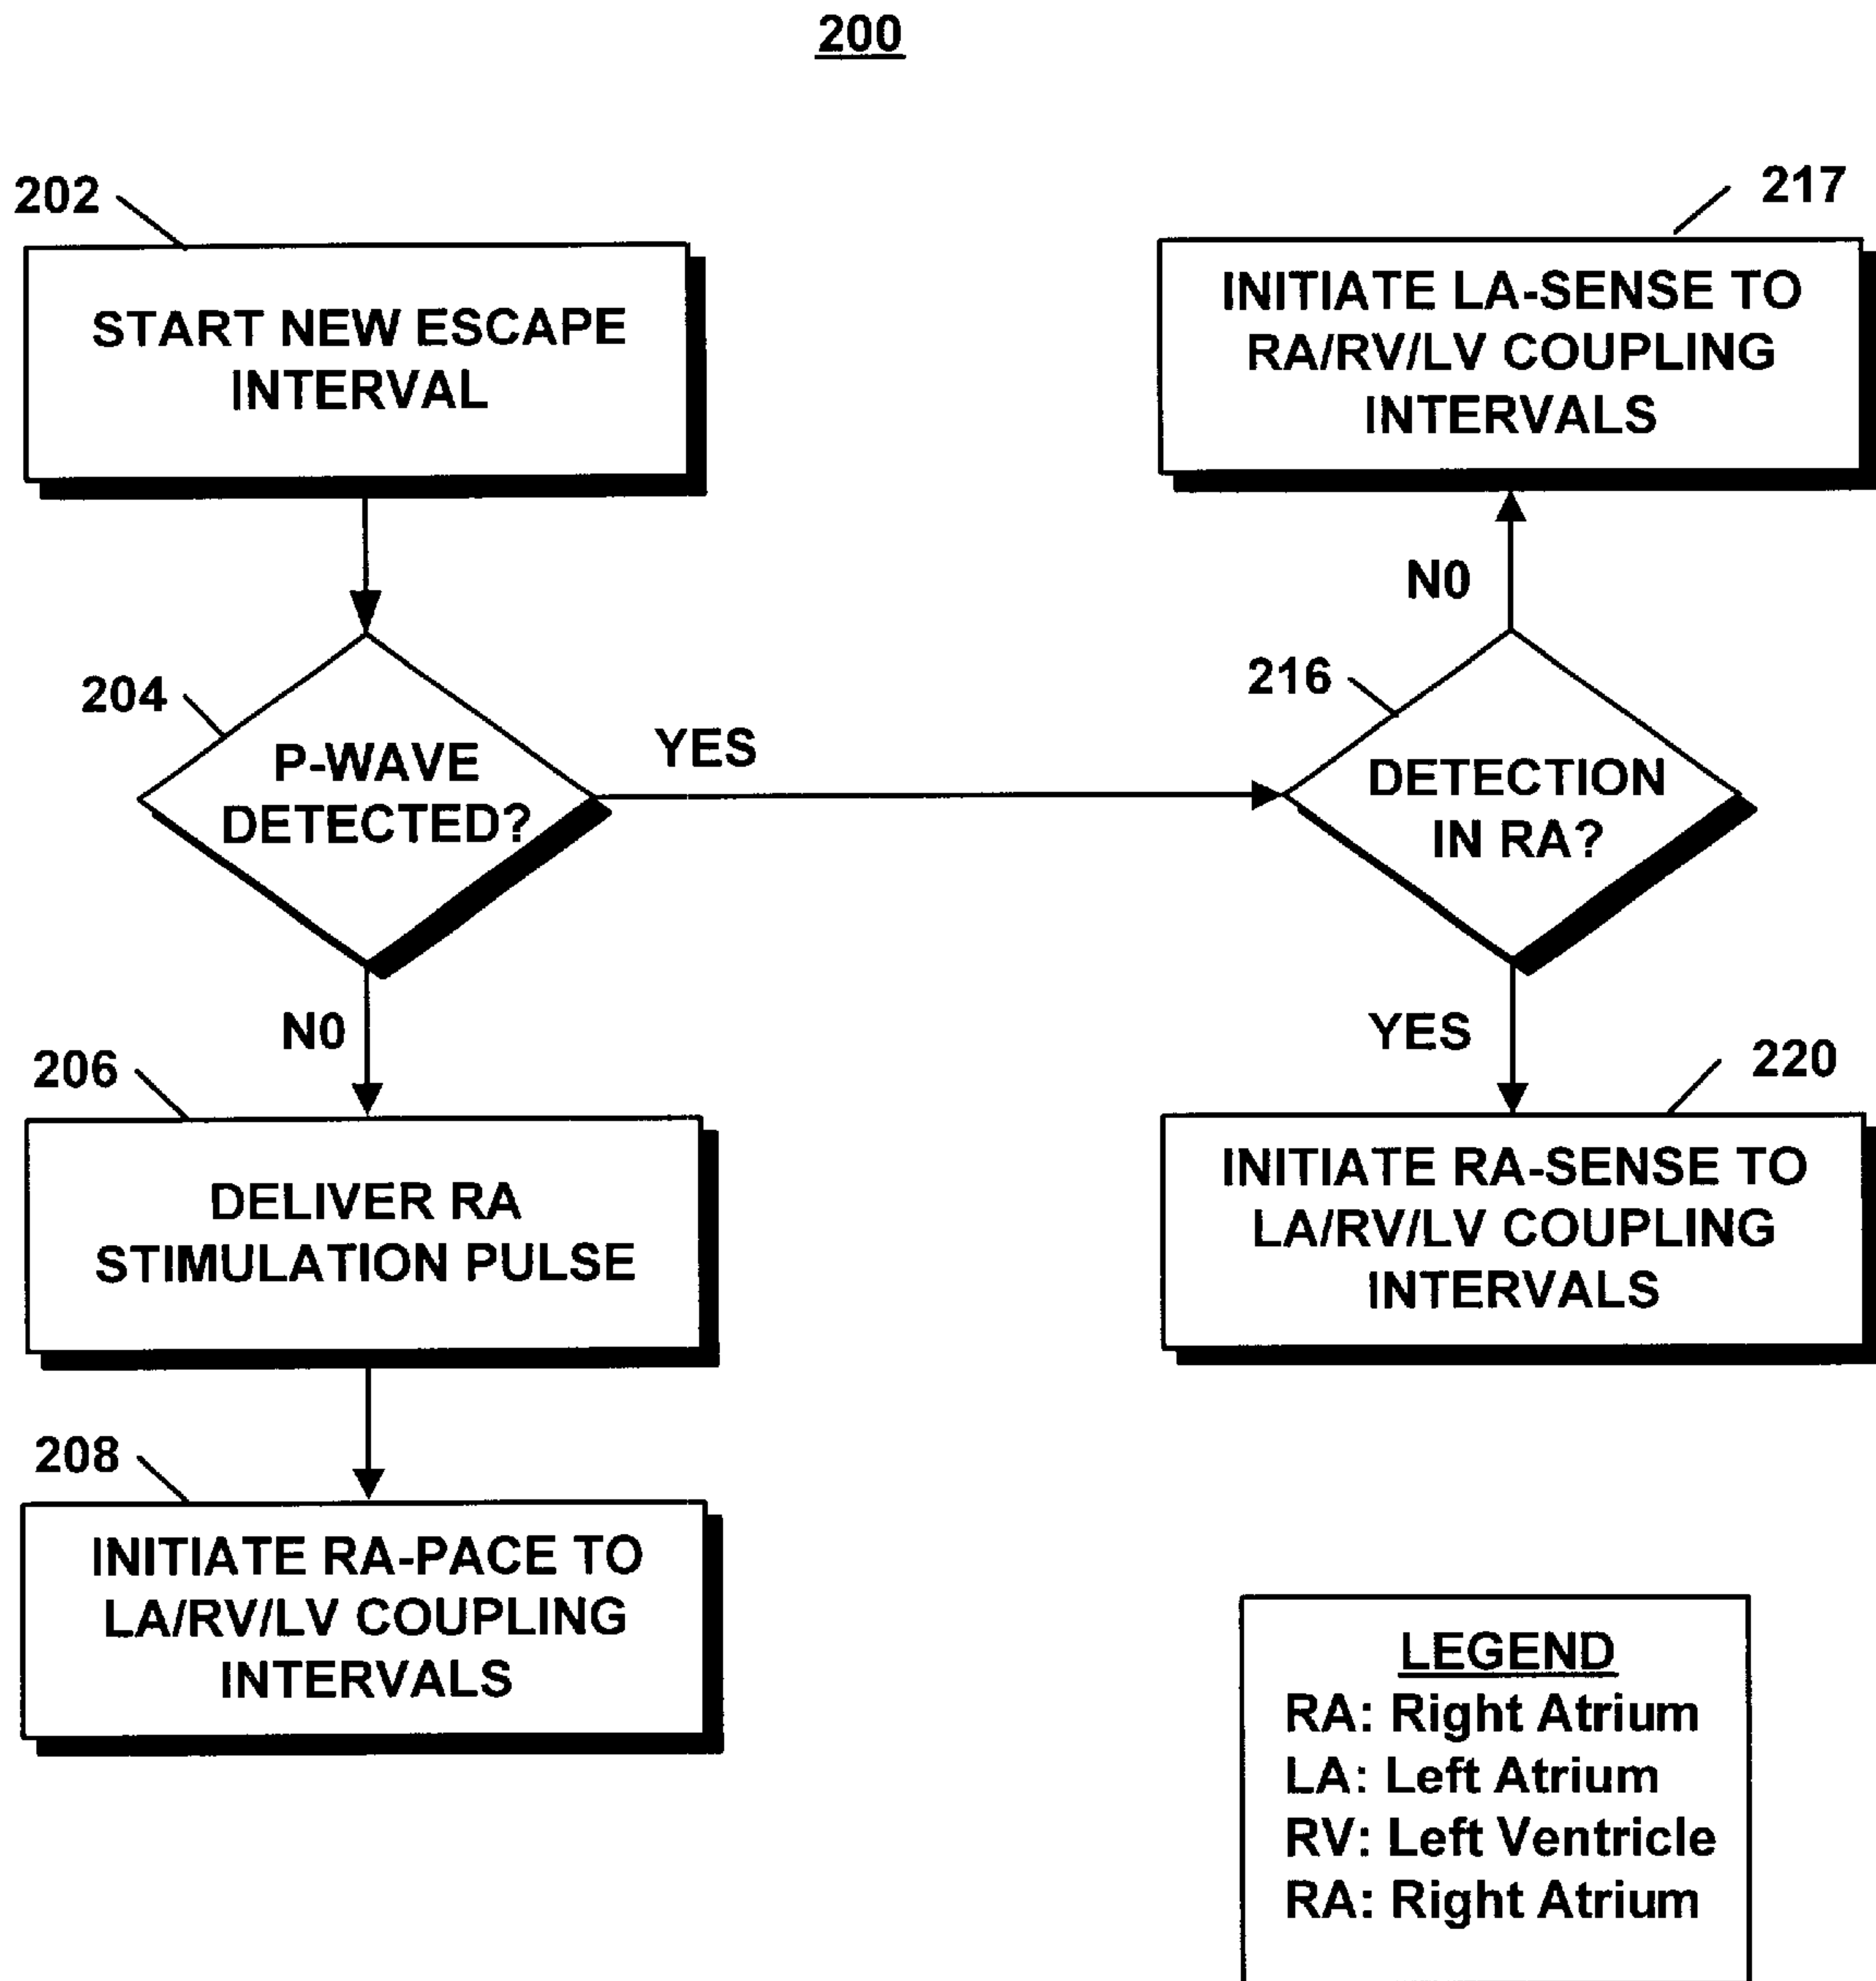 200
202
START NEW ESCAPE
INTERVAL
204
P-WAVE
DETECTED?
YES
N0
206
DELIVER RA
STIMULATION PULSE
208
INITIATE RA-PACE TO
LA/RV/LV COUPLING
INTERVALS
217
INITIATE LA-SENSE TO
RA/RV/LV COUPLING
INTERVALS
N0
216
DETECTION
IN RA?
YES
220
INITIATE RA-SENSE TO
LA/RV/LV COUPLING
INTERVALS
LEGEND
RA: Right Atrium
LA: Left Atrium
RV: Left Ventricle
RA: Right Atrium